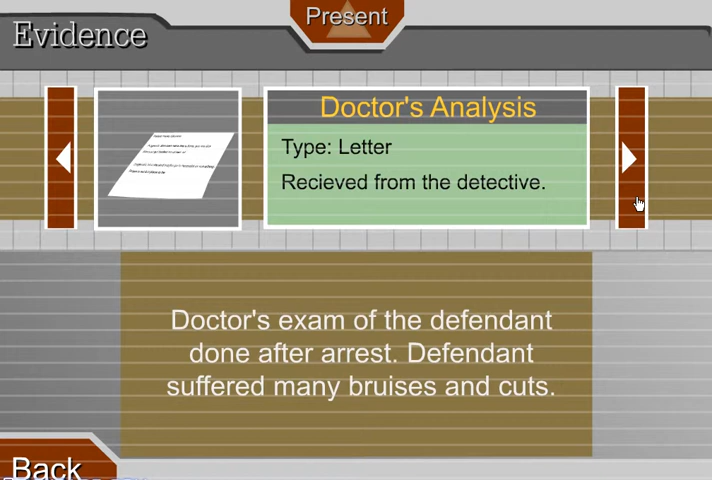 Present
Evidence
Doctor's Analysis
Type: Letter
Recieved from the detective.
Doctor's exam of the defendant
done after arrest. Defendant
suffered many bruises and cuts.
Back